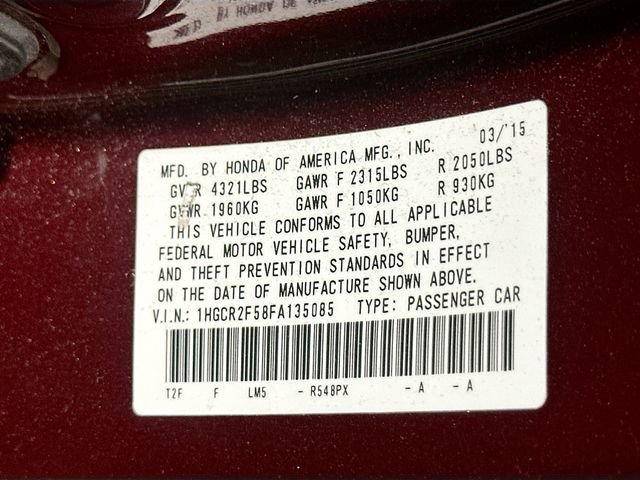 MFD. BY HONDA OF AMERICA MFG., INC. 03/'15
GVWR 4321LBS GAWR F 2315LBS R 2050LBS
GVWR 1960KG GAWR F 1050KG R 930KG
THIS VEHICLE CONFORMS TO ALL APPLICABLE
FEDERAL MOTOR VEHICLE SAFETY, BUMPER,
AND THEFT PREVENTION STANDARDS IN EFFECT
ON THE DATE OF MANUFACTURE SHOWN ABOVE.
V.I.N.: 1HGCR2F58FA135085 TYPE: PASSENGER CAR
T2F F LM5 - R548PX - A - A